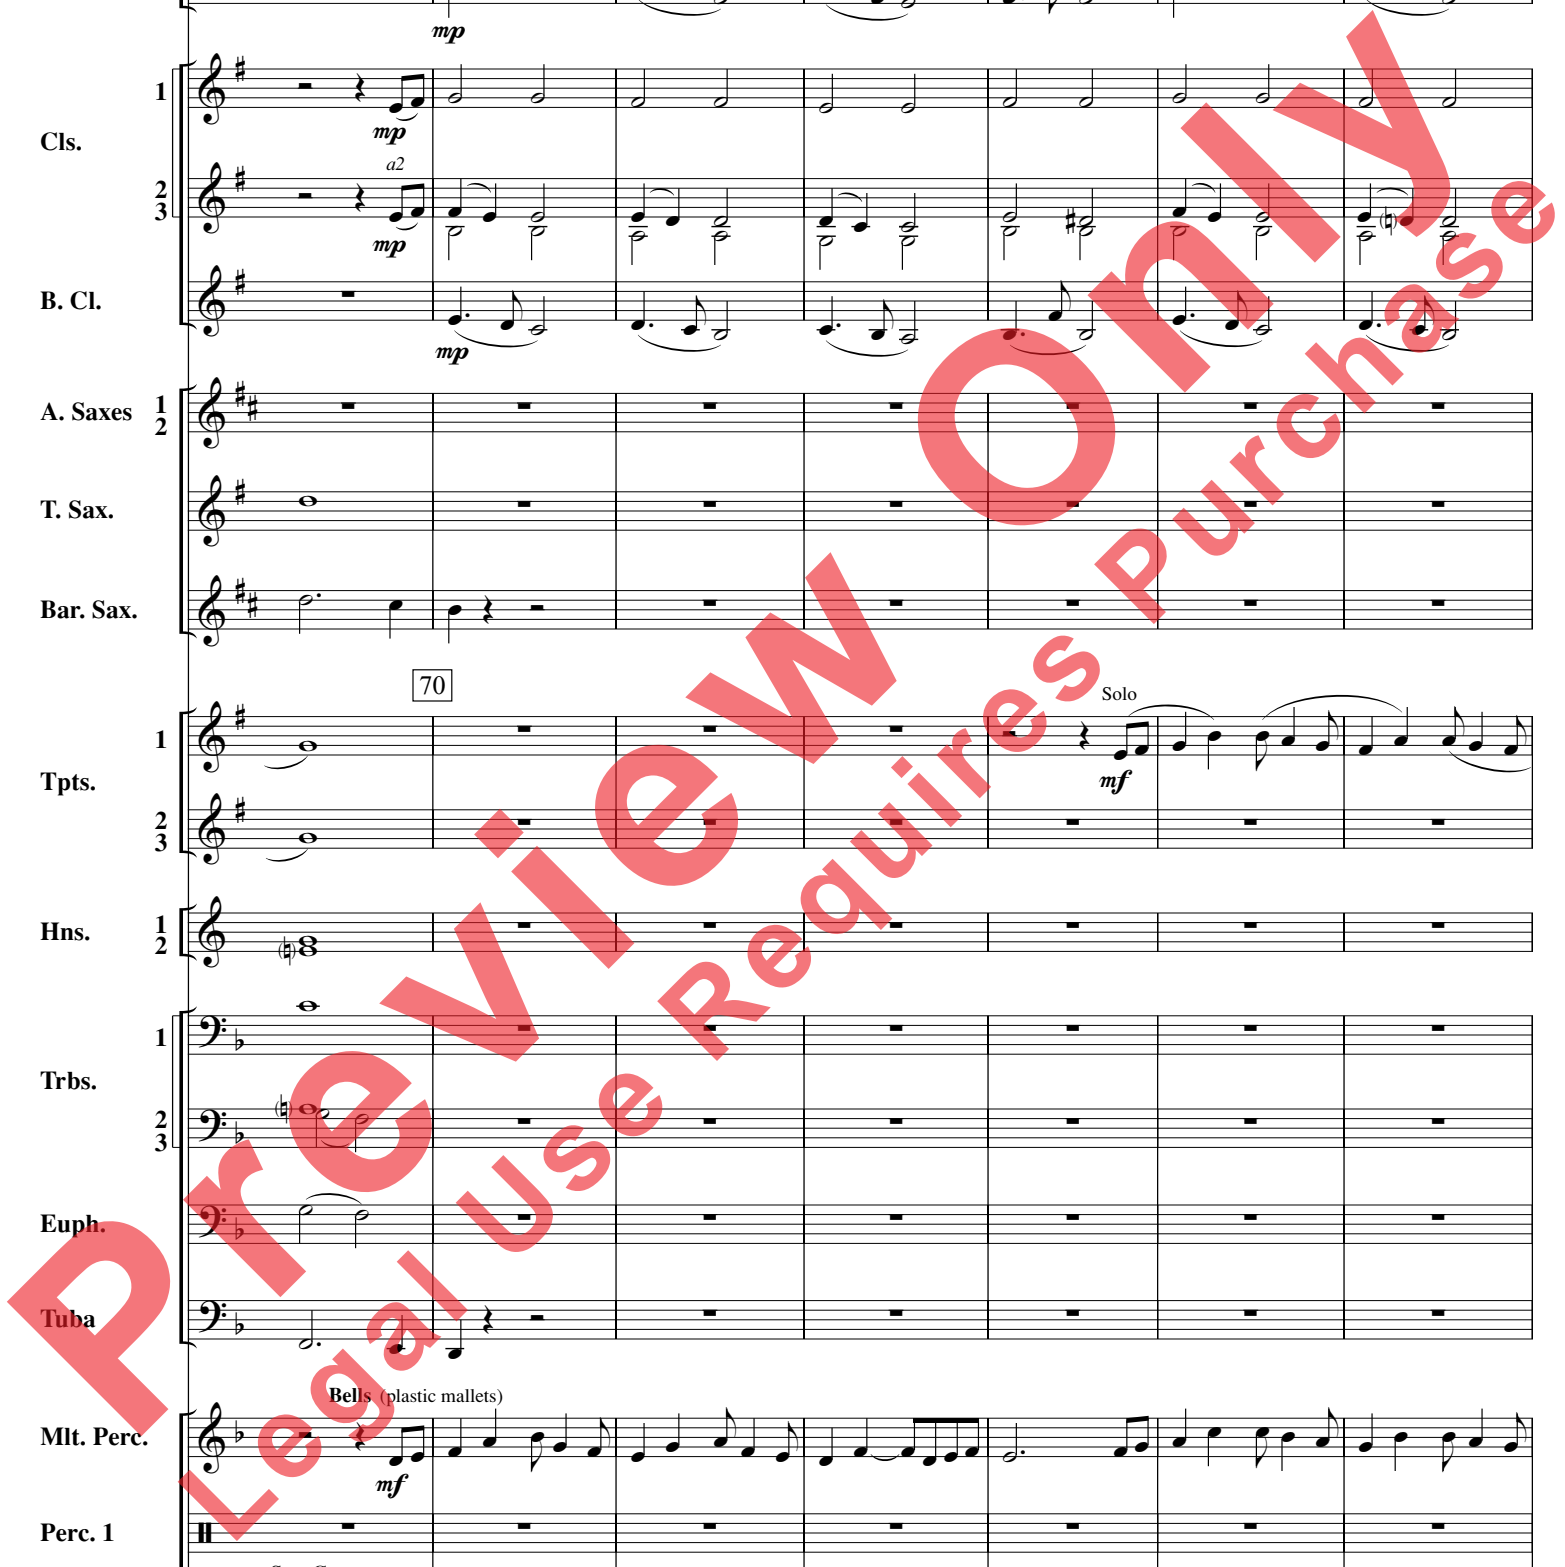 mp
1
Cls.
mp
a2
2
3
mp
B. Cl.
mp
A. Saxes 1
2
T. Sax.
Bar. Sax.
70
Solo
1
mf
Tpts.
2
3
Hns. 1
2
1
Trbs.
2
3
Euph.
Tuba
Bells (plastic mallets)
Mlt. Perc.
mf
Perc. 1
Preview Only
Legal Use Requires Purchase